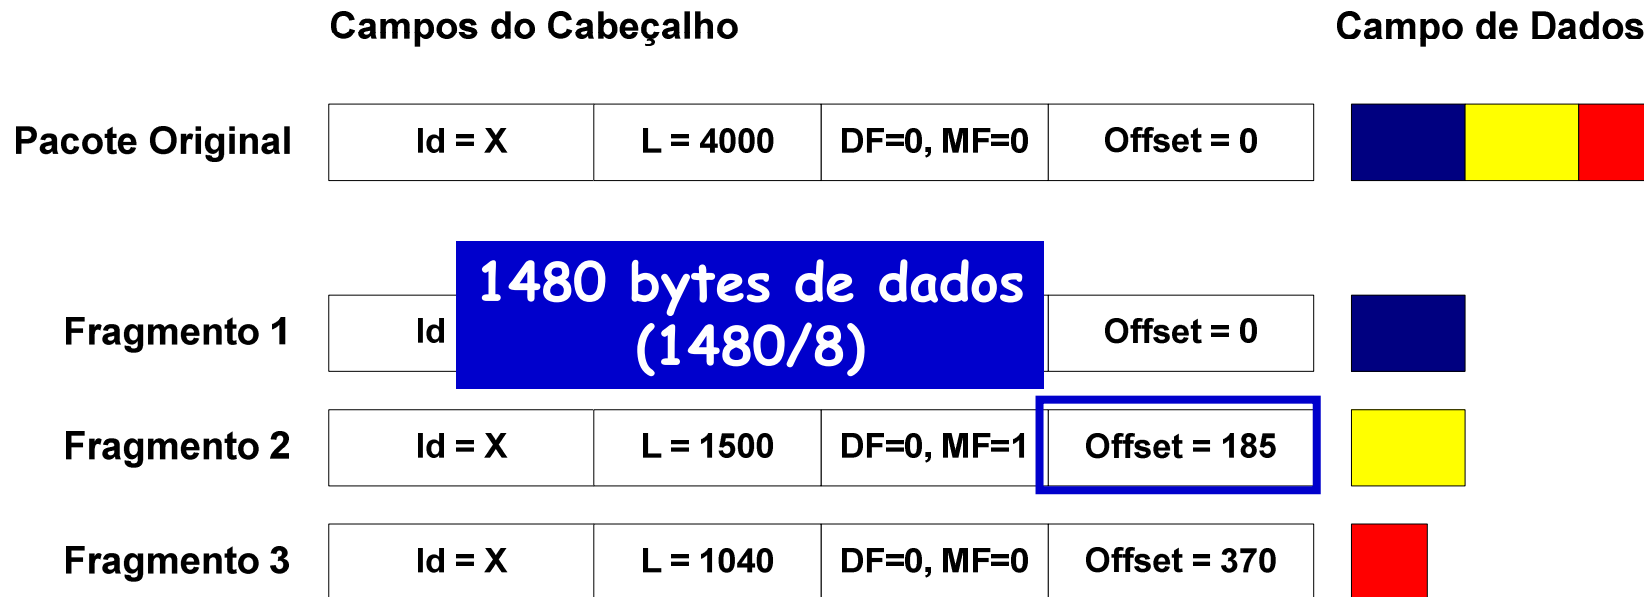 Campos do Cabeçalho Campo de Dados
Pacote Original Id = X L = 4000 DF=0, MF=0 Offset = 0
1480 bytes de dados
(1480/8)
Fragmento 1 Id Offset = 0
Fragmento 2 Id = X L = 1500 DF=0, MF=1 Offset = 185
Fragmento 3 Id = X L = 1040 DF=0, MF=0 Offset = 370